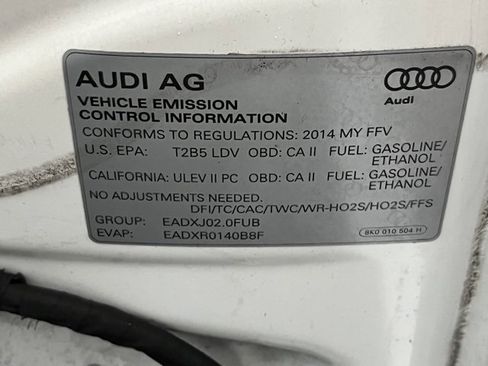 AUDI AG
Audi
VEHICLE EMISSION
CONTROL INFORMATION
CONFORMS TO REGULATIONS: 2014 MY FFV
U.S. EPA: T2B5 LDV OBD: CA II FUEL: GASOLINE/
ETHANOL
CALIFORNIA: ULEV II PC OBD: CA II FUEL: GASOLINE/
ETHANOL
NO ADJUSTMENTS NEEDED.
DFI/TC/CAC/TWC/WR-HO2S/HO2S/FFS
GROUP: EADXJ02.0FUB
EVAP: EADXR0140B8F
8K0 010 504 H